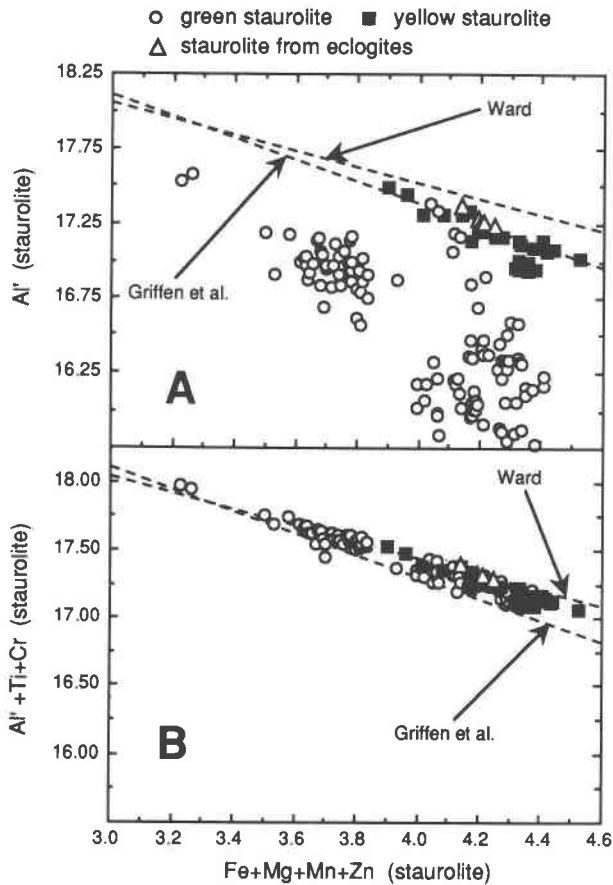 green staurolite yellow staurolite
staurolite from eclogites
18.25
17.75
17.25
16.75
16.25
Al' (staurolite)
Ward
Griffen et al.
A
18.00
17.50
17.00
16.50
16.00
Al' +Ti+Cr (staurolite)
Ward
Griffen et al.
B
3.0 3.2 3.4 3.6 3.8 4.0 4.2 4.4 4.6
Fe+Mg+Mn+Zn (staurolite)